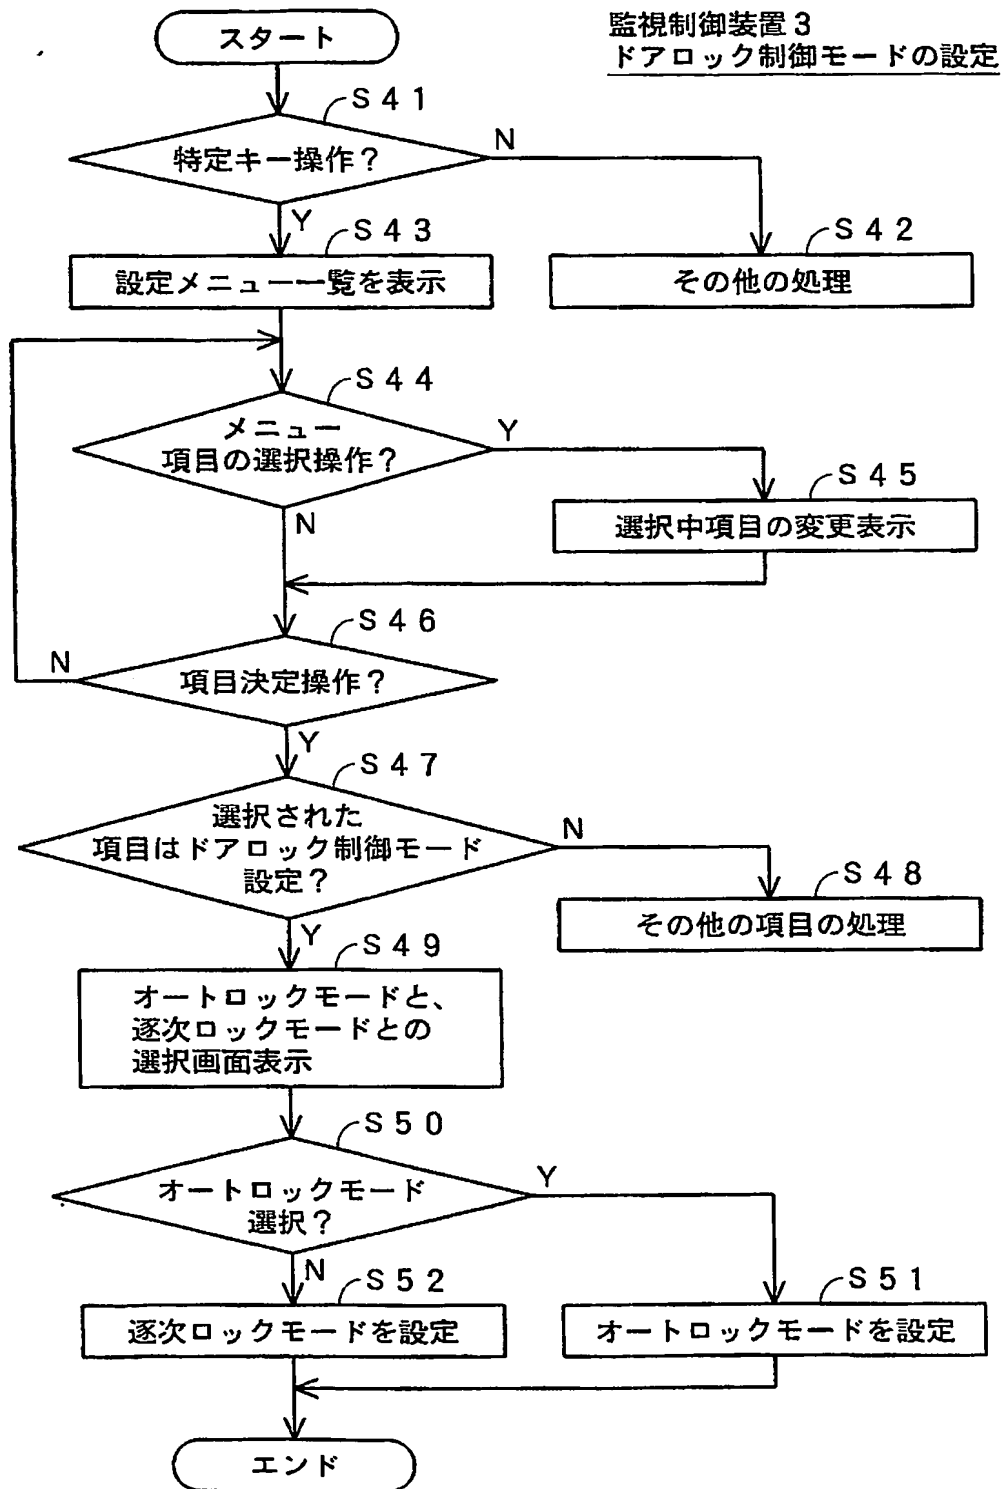 監視制御装置3
ドアロック制御モードの設定
スタート
S41
特定キー操作?
N
Y
S43
設定メニュー一覧を表示
S42
その他の処理
S44
メニュー
項目の選択操作?
Y
N
S45
選択中項目の変更表示
S46
項目決定操作?
N
Y
S47
選択された
項目はドアロック制御モード
設定?
N
Y
S48
その他の項目の処理
S49
オートロックモードと、
逐次ロックモードとの
選択画面表示
S50
オートロックモード
選択?
Y
N
S52
逐次ロックモードを設定
S51
オートロックモードを設定
エンド